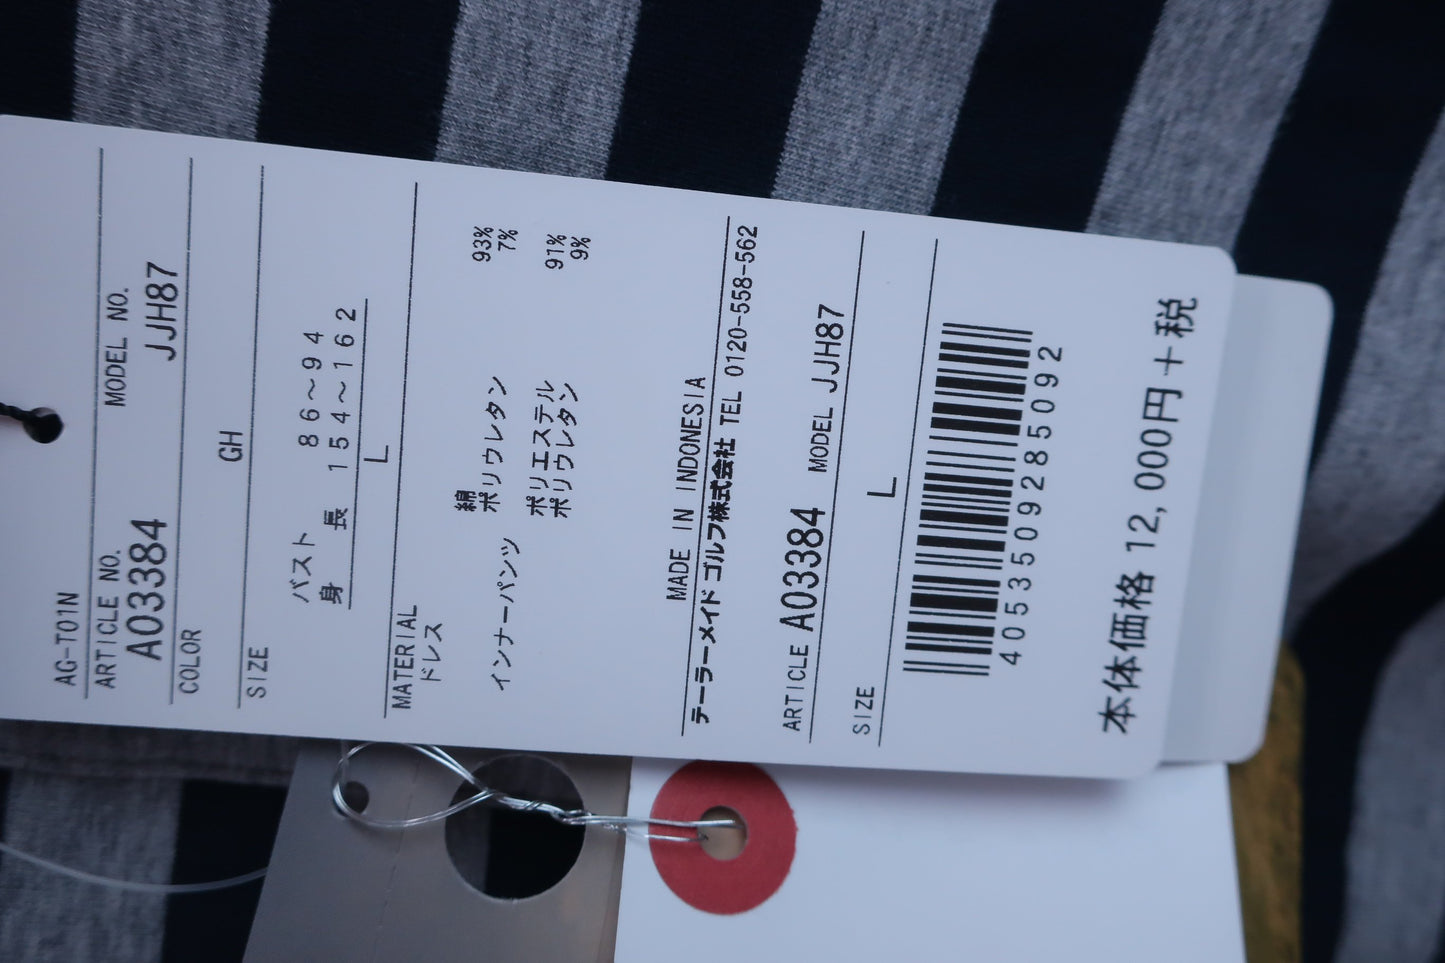 AG-T01N
ARTICLE NO. MODEL NO.
A03384 JJH87
COLOR GH
SIZE
バスト 86～94
身 長 154～162
L
MATERIAL
ドレス
綿 93%
ポリウレタン 7%
インナーパンツ
ポリエステル 91%
ポリウレタン 9%
MADE IN INDONESIA
テーラーメイド ゴルフ株式会社 TEL 0120-558-562
ARTICLE A03384 MODEL JJH87
SIZE L
4053509285092
本体価格 12,000円＋税